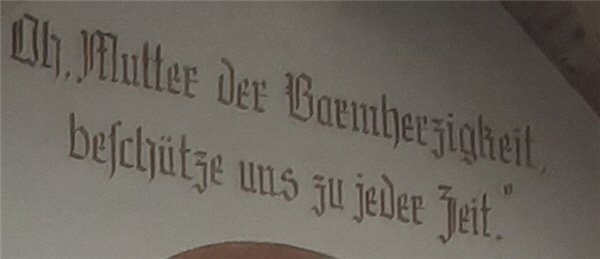 Oh, Mutter der Barmherzigkeit,
beſchütze uns zu jeder Zeit."